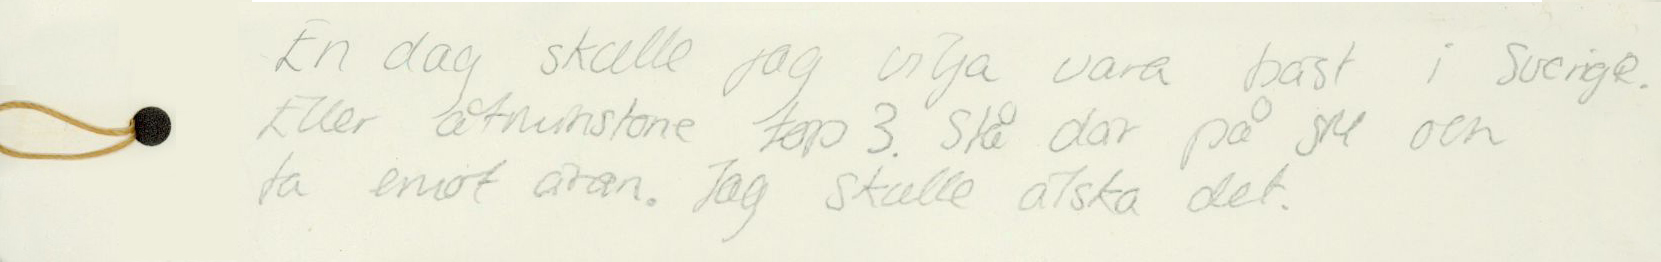 En dag skulle jag vilja vara bäst i Sverige.
Eller åtminstone topp 3. Stå där på SM och
ta emot äran. Jag skulle älska det.